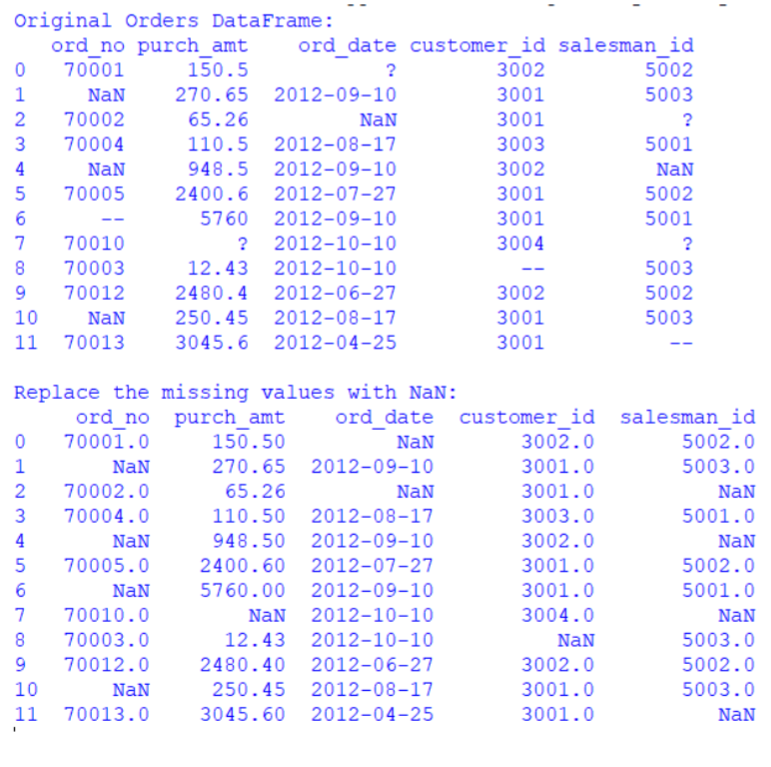 Original Orders DataFrame:
   ord_no purch_amt    ord_date customer_id salesman_id
0   70001     150.5           ?        3002        5002
1     NaN    270.65  2012-09-10        3001        5003
2   70002     65.26         NaN        3001           ?
3   70004     110.5  2012-08-17        3003        5001
4     NaN     948.5  2012-09-10        3002         NaN
5   70005    2400.6  2012-07-27        3001        5002
6      --      5760  2012-09-10        3001        5001
7   70010         ?  2012-10-10        3004           ?
8   70003     12.43  2012-10-10          --        5003
9   70012    2480.4  2012-06-27        3002        5002
10    NaN    250.45  2012-08-17        3001        5003
11  70013    3045.6  2012-04-25        3001          --
Replace the missing values with NaN:
     ord_no  purch_amt    ord_date  customer_id  salesman_id
0   70001.0     150.50         NaN       3002.0       5002.0
1       NaN     270.65  2012-09-10       3001.0       5003.0
2   70002.0      65.26         NaN       3001.0          NaN
3   70004.0     110.50  2012-08-17       3003.0       5001.0
4       NaN     948.50  2012-09-10       3002.0          NaN
5   70005.0    2400.60  2012-07-27       3001.0       5002.0
6       NaN    5760.00  2012-09-10       3001.0       5001.0
7   70010.0        NaN  2012-10-10       3004.0          NaN
8   70003.0      12.43  2012-10-10          NaN       5003.0
9   70012.0    2480.40  2012-06-27       3002.0       5002.0
10      NaN     250.45  2012-08-17       3001.0       5003.0
11  70013.0    3045.60  2012-04-25       3001.0          NaN